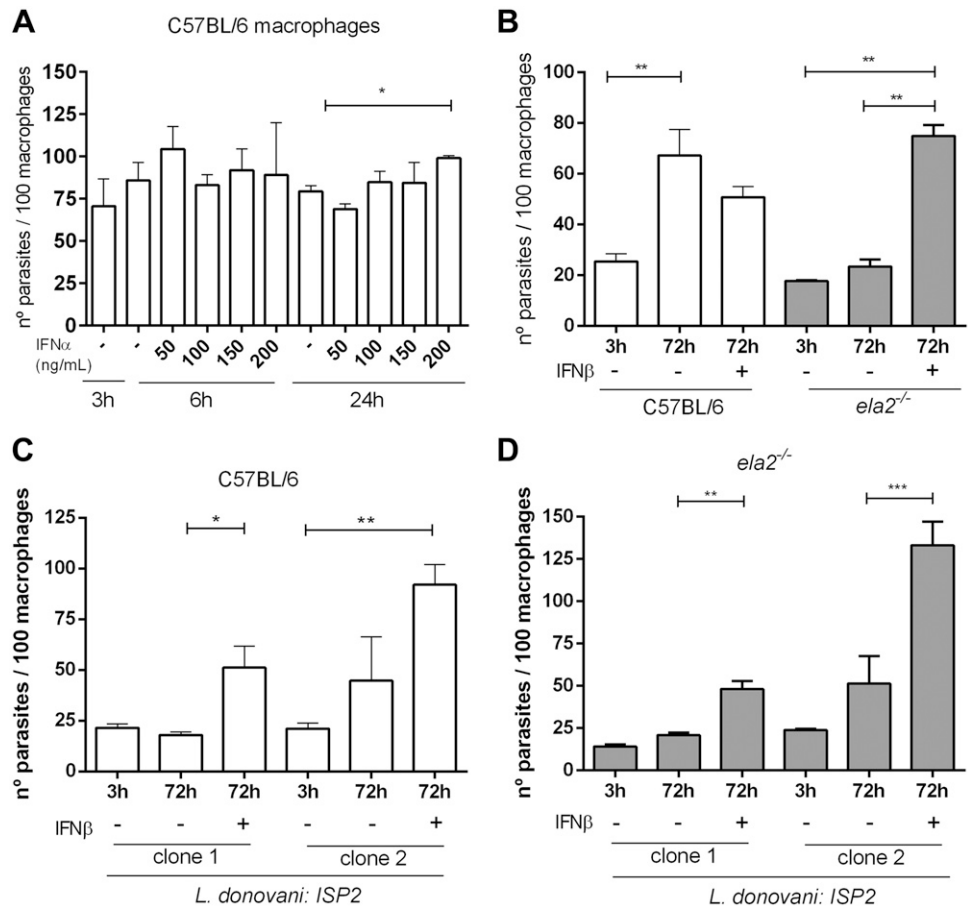 A
C57BL/6 macrophages
nº parasites / 100 macrophages
150
125
100
75
50
25
0
*
IFNα
(ng/mL)
- - 50 100 150 200 - 50 100 150 200
3h 6h 24h
B
nº parasites / 100 macrophages
100
80
60
40
20
0
** ** **
3h 72h 72h 3h 72h 72h
IFNβ - - + - - +
C57BL/6 ela2-/-
C
C57BL/6
nº parasites / 100 macrophages
125
100
75
50
25
0
* **
3h 72h 72h 3h 72h 72h
IFNβ - - + - - +
clone 1 clone 2
L. donovani: ISP2
D
ela2-/-
nº parasites / 100 macrophages
150
125
100
75
50
25
0
** ***
3h 72h 72h 3h 72h 72h
IFNβ - - + - - +
clone 1 clone 2
L. donovani: ISP2